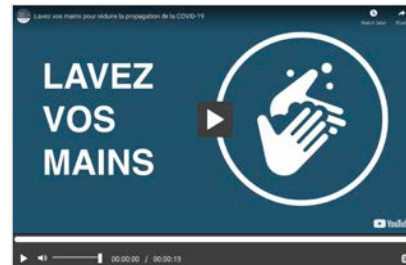 Lavez vos mains pour réduire la propagation de la COVID-19
LAVEZ
VOS
MAINS
YouTube
00:00:00 / 00:00:19